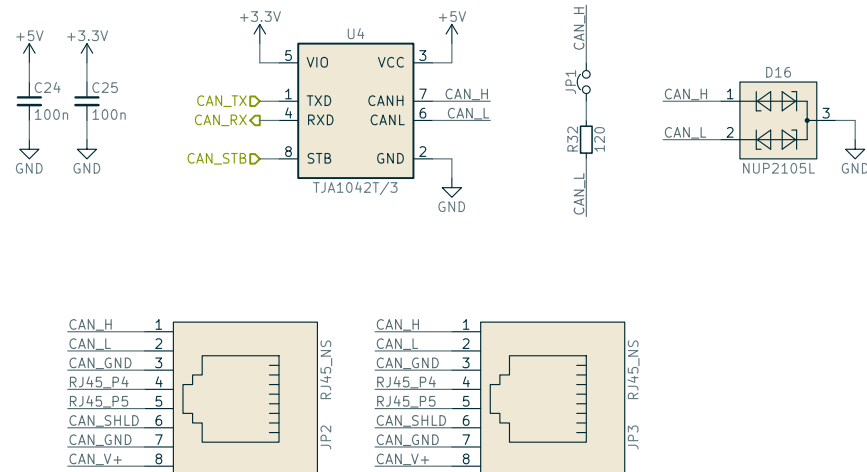 +5V
+3.3V
C24
100n
GND
C25
100n
GND
+3.3V
U4
+5V
5 VIO
VCC 3
CAN_TX 1 TXD
CANH 7 CAN_H
CAN_RX 4 RXD
CANL 6 CAN_L
CAN_STB 8 STB
GND 2
TJA1042T/3
GND
CAN_H
JP1
R32
120
CAN_L
D16
CAN_H 1
CAN_L 2
3
NUP2105L
GND
CAN_H 1
CAN_L 2
CAN_GND 3
RJ45_P4 4
RJ45_P5 5
CAN_SHLD 6
CAN_GND 7
CAN_V+ 8
RJ45_NS
JP2
CAN_H 1
CAN_L 2
CAN_GND 3
RJ45_P4 4
RJ45_P5 5
CAN_SHLD 6
CAN_GND 7
CAN_V+ 8
RJ45_NS
JP3